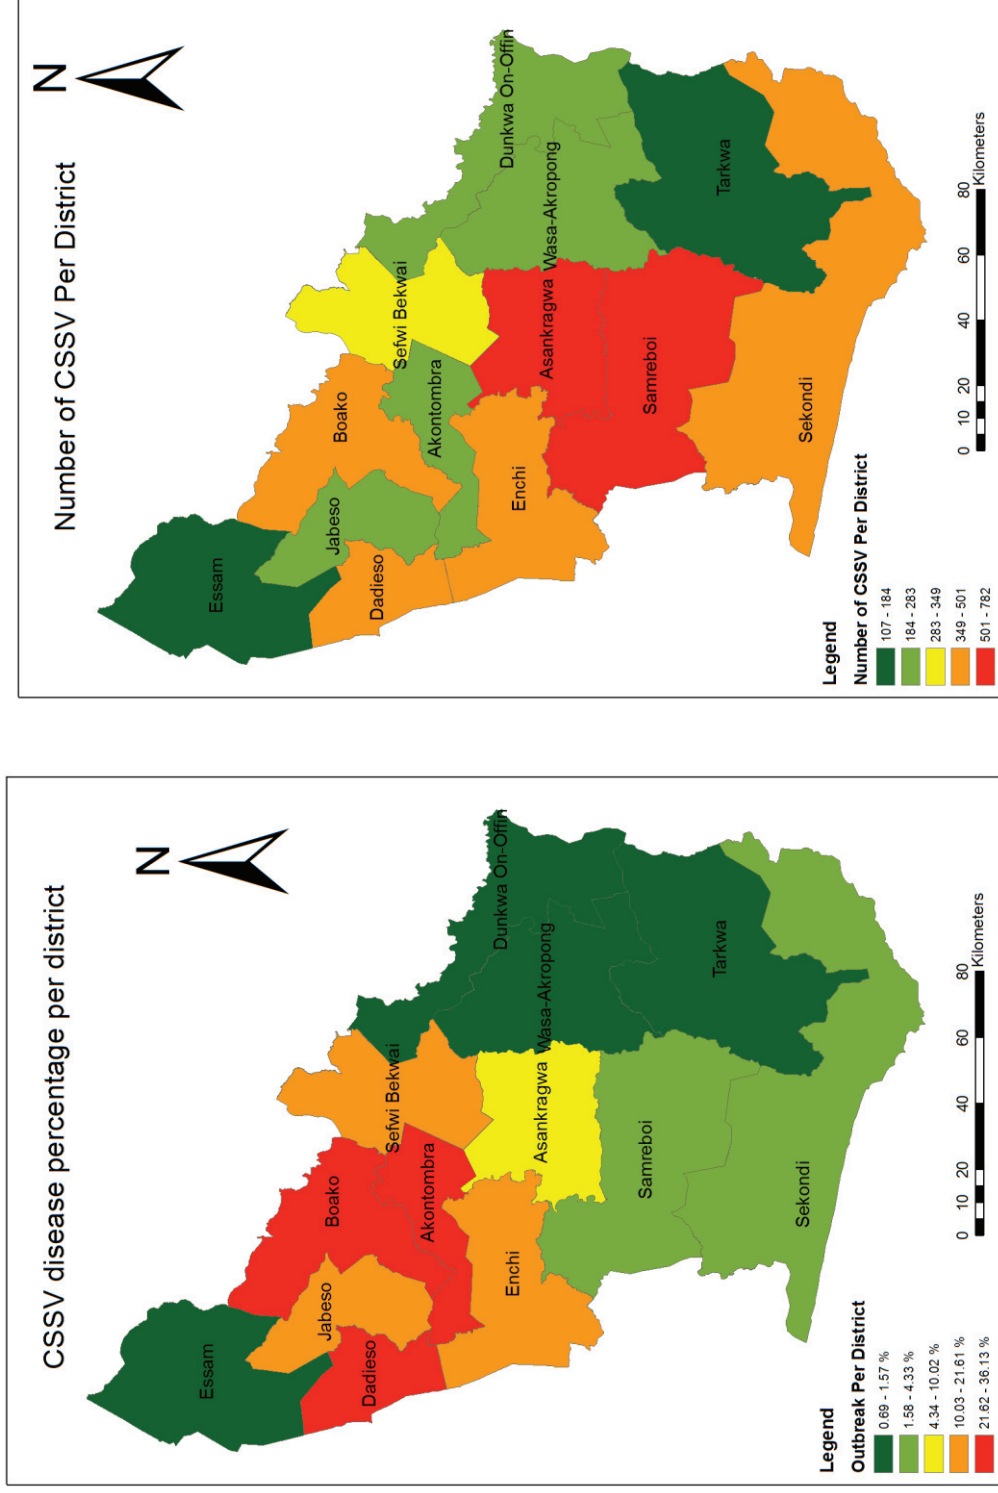 CSSV disease percentage per district
N
Essam
Boako
Jabeso
Dadieso
Akontombra
Sefwi Bekwai
Enchi
Asankragwa
Wasa-Akropong
Dunkwa On-Offin
Samreboi
Tarkwa
Sekondi
Legend
Outbreak Per District
0.69 - 1.57 %
1.58 - 4.33 %
4.34 - 10.02 %
10.03 - 21.61 %
21.62 - 36.13 %
0 10 20 40 60 80
Kilometers
Number of CSSV Per District
N
Essam
Boako
Jabeso
Dadieso
Akontombra
Sefwi Bekwai
Enchi
Asankragwa
Wasa-Akropong
Dunkwa On-Offin
Samreboi
Tarkwa
Sekondi
Legend
Number of CSSV Per District
107 - 184
184 - 283
283 - 349
349 - 501
501 - 782
0 10 20 40 60 80
Kilometers